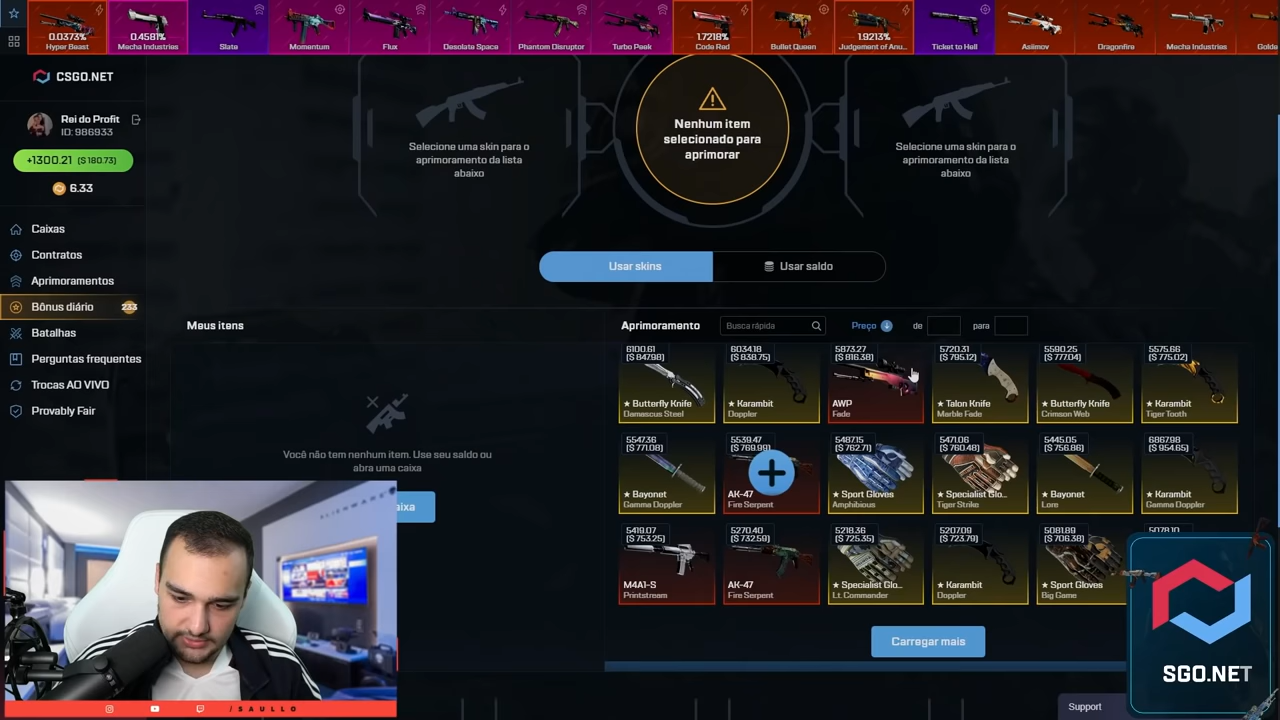 0.0373%
Hyper Beast
0.4581%
Mecha Industries
Slate
Momentum
Flux
Desolate Space
Phantom Disruptor
Turbo Peek
1.7218%
Code Red
Bullet Queen
1.9213%
Judgement of Anu...
Ticket to Hell
Asiimov
Dragonfire
Mecha Industries
Golde
CSGO.NET
Rei do Profit
ID: 986933
+1300.21 ($ 180.73)
6.33
Caixas
Contratos
Aprimoramentos
Bônus diário
233
Batalhas
Perguntas frequentes
Trocas AO VIVO
Provably Fair
Selecione uma skin para o
aprimoramento da lista
abaixo
Nenhum item
selecionado para
aprimorar
Selecione uma skin para o
aprimoramento da lista
abaixo
Usar skins
Usar saldo
Meus itens
Aprimoramento
Busca rápida
Preço
de
para
Você não tem nenhum item. Use seu saldo ou
abra uma caixa
aixa
6100.61
($ 847.98)
★ Butterfly Knife
Damascus Steel
6034.18
($ 838.75)
★ Karambit
Doppler
5873.27
($ 816.38)
AWP
Fade
5720.31
($ 795.12)
★ Talon Knife
Marble Fade
5590.25
($ 777.04)
★ Butterfly Knife
Crimson Web
5575.66
($ 775.02)
★ Karambit
Tiger Tooth
5547.36
($ 771.08)
★ Bayonet
Gamma Doppler
5539.47
($ 769.99)
AK-47
Fire Serpent
5487.15
($ 762.71)
★ Sport Gloves
Amphibious
5471.06
($ 760.48)
★ Specialist Glo...
Tiger Strike
5445.05
($ 756.86)
★ Bayonet
Lore
6867.98
($ 954.65)
★ Karambit
Gamma Doppler
5419.07
($ 753.25)
M4A1-S
Printstream
5270.40
($ 732.59)
AK-47
Fire Serpent
5218.36
($ 725.35)
★ Specialist Glo...
Lt. Commander
5207.09
($ 723.79)
★ Karambit
Doppler
5081.89
($ 706.38)
★ Sport Gloves
Big Game
5078.10
Carregar mais
Support
SGO.NET
ALIENWARE
/SAULLO